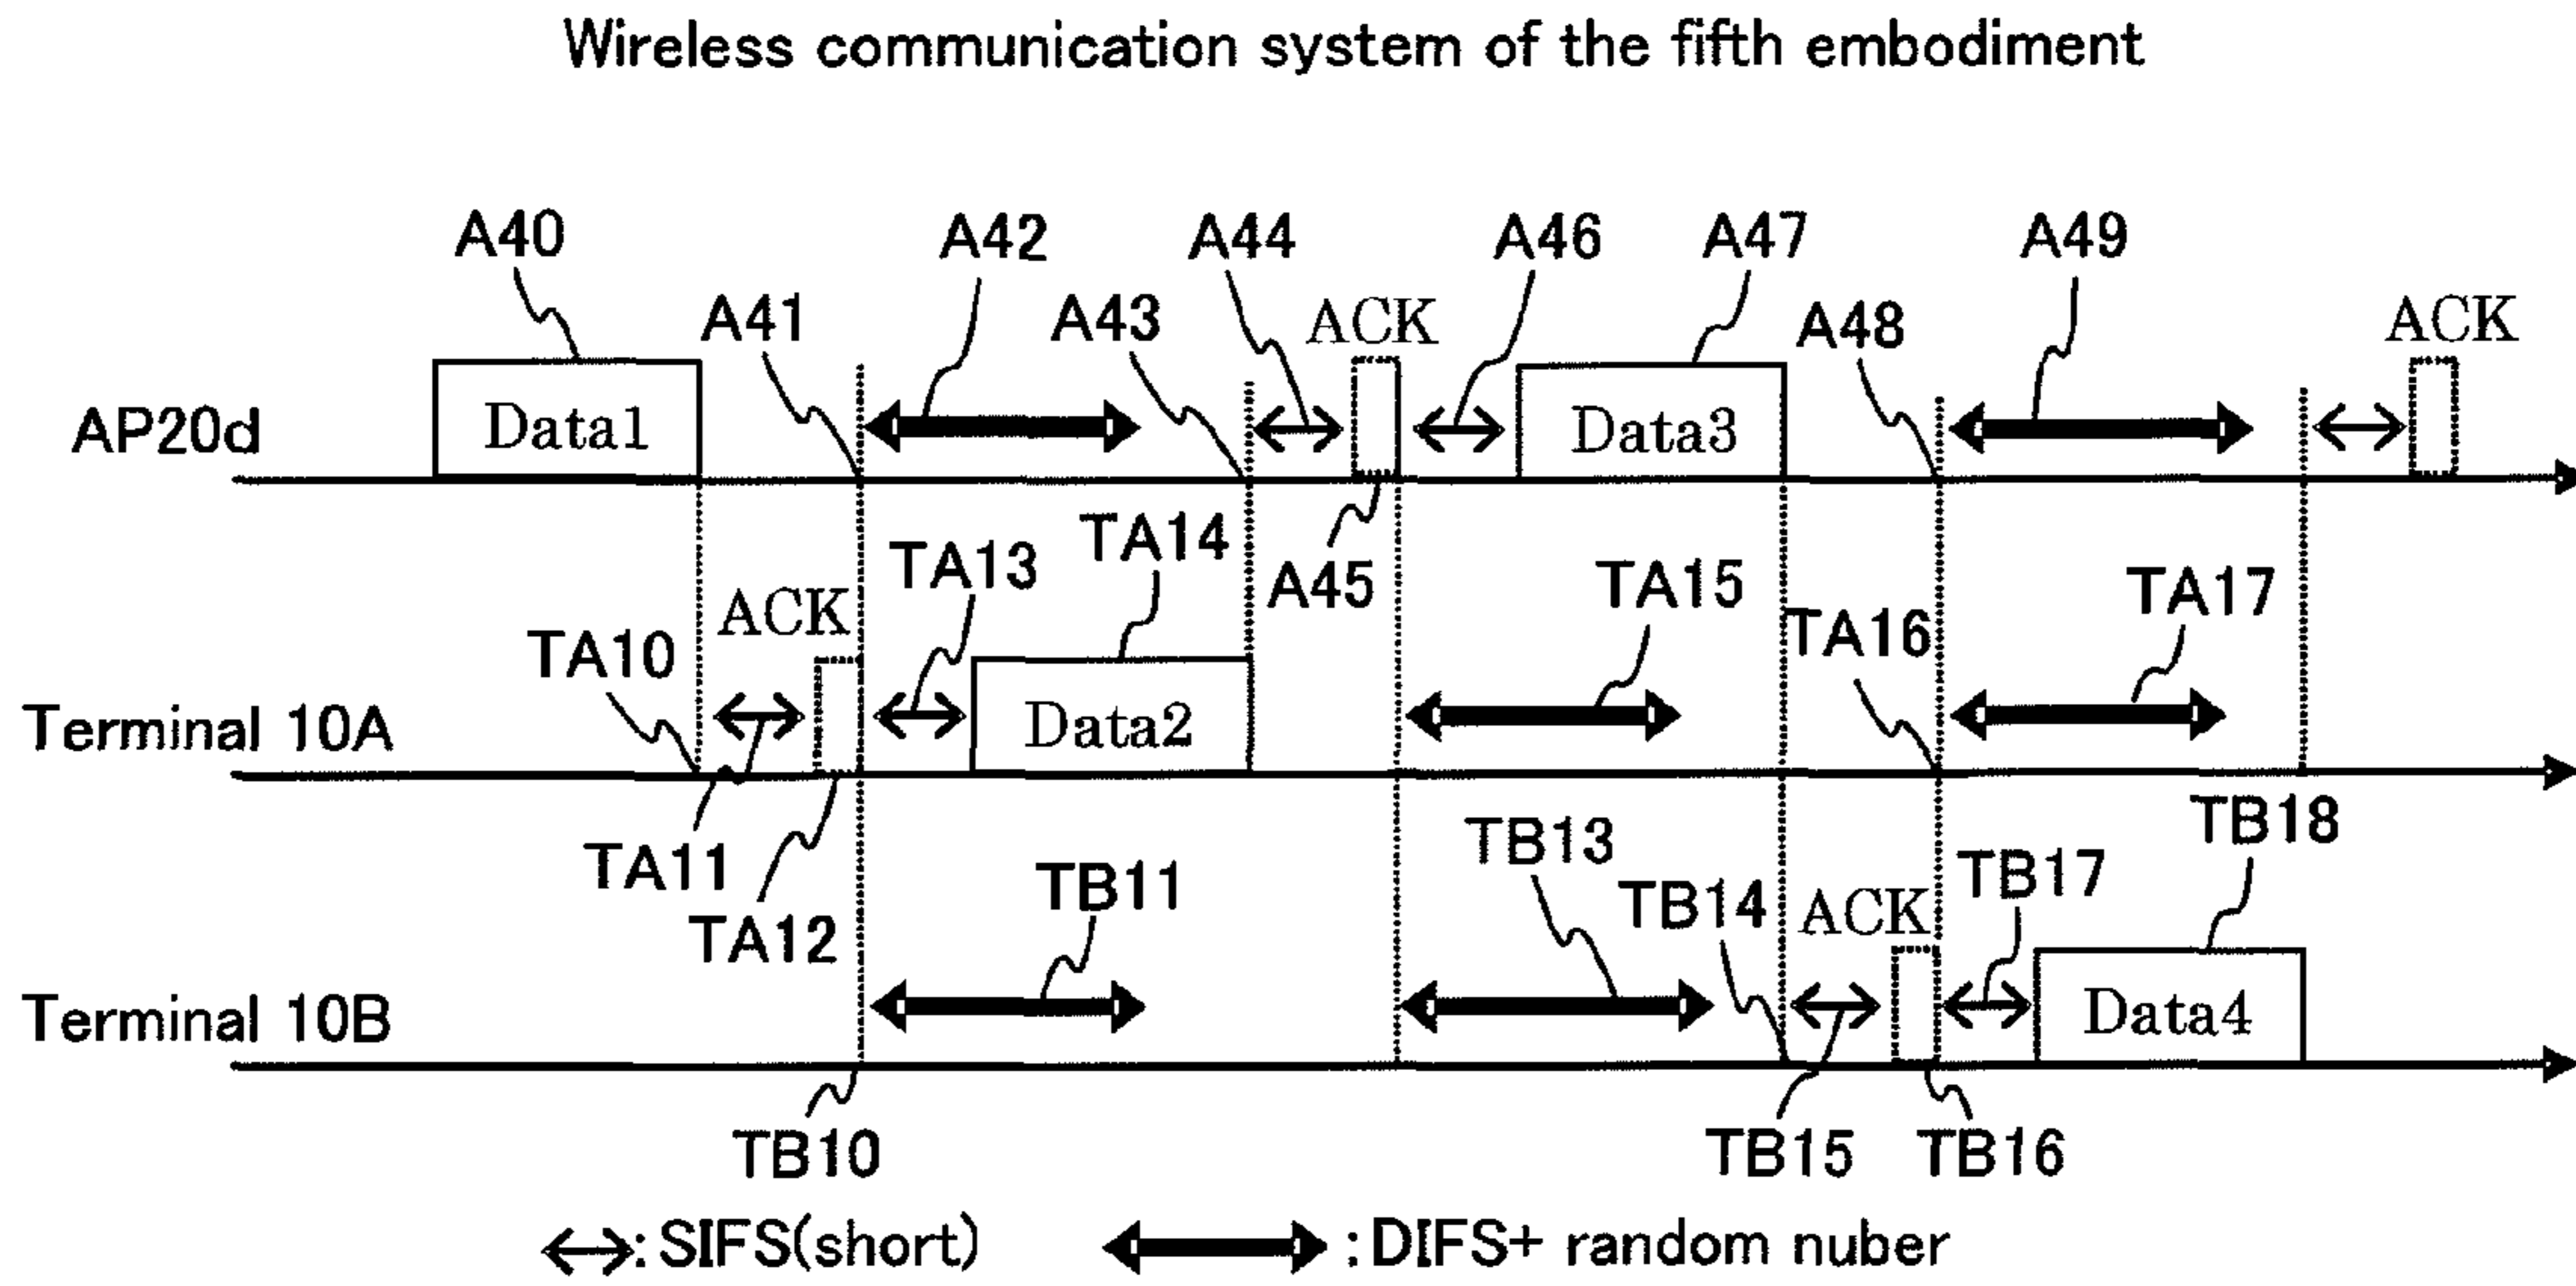 Wireless communication system of the fifth embodiment
A40 A42 A44 A46 A47 A49
A41 A43 ACK A48 ACK
AP20d Data1 Data3
TA13 TA14 A45 TA15 TA17
TA10 ACK TA16
Terminal 10A Data2
TA11 TA12 TB11 TB13 TB14 ACK TB17 TB18
Terminal 10B Data4
TB10 TB15 TB16
: SIFS(short) : DIFS+ random nuber